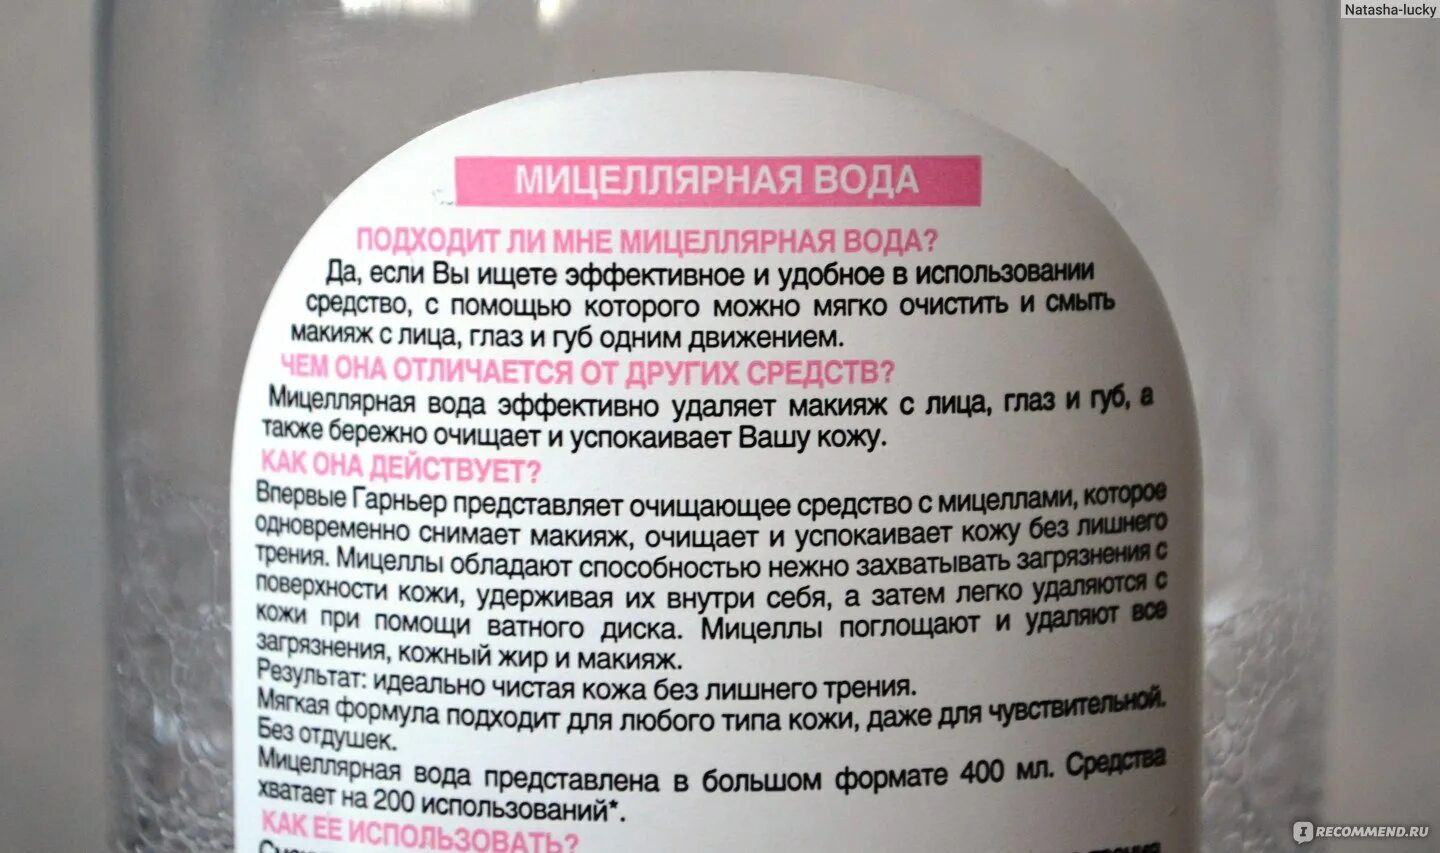 Natasha-lucky
МИЦЕЛЛЯРНАЯ ВОДА
ПОДХОДИТ ЛИ МНЕ МИЦЕЛЛЯРНАЯ ВОДА?
Да, если Вы ищете эффективное и удобное в использовании
средство, с помощью которого можно мягко очистить и смыть
макияж с лица, глаз и губ одним движением.
ЧЕМ ОНА ОТЛИЧАЕТСЯ ОТ ДРУГИХ СРЕДСТВ?
Мицеллярная вода эффективно удаляет макияж с лица, глаз и губ, а
также бережно очищает и успокаивает Вашу кожу.
КАК ОНА ДЕЙСТВУЕТ?
Впервые Гарньер представляет очищающее средство с мицеллами, которое
одновременно снимает макияж, очищает и успокаивает кожу без лишнего
трения. Мицеллы обладают способностью нежно захватывать загрязнения с
поверхности кожи, удерживая их внутри себя, а затем легко удаляются с
кожи при помощи ватного диска. Мицеллы поглощают и удаляют все
загрязнения, кожный жир и макияж.
Результат: идеально чистая кожа без лишнего трения.
Мягкая формула подходит для любого типа кожи, даже для чувствительной.
Без отдушек.
Мицеллярная вода представлена в большом формате 400 мл. Средства
хватает на 200 использований*.
КАК ЕЕ ИСПОЛЬЗОВАТЬ?
IRECOMMEND.RU